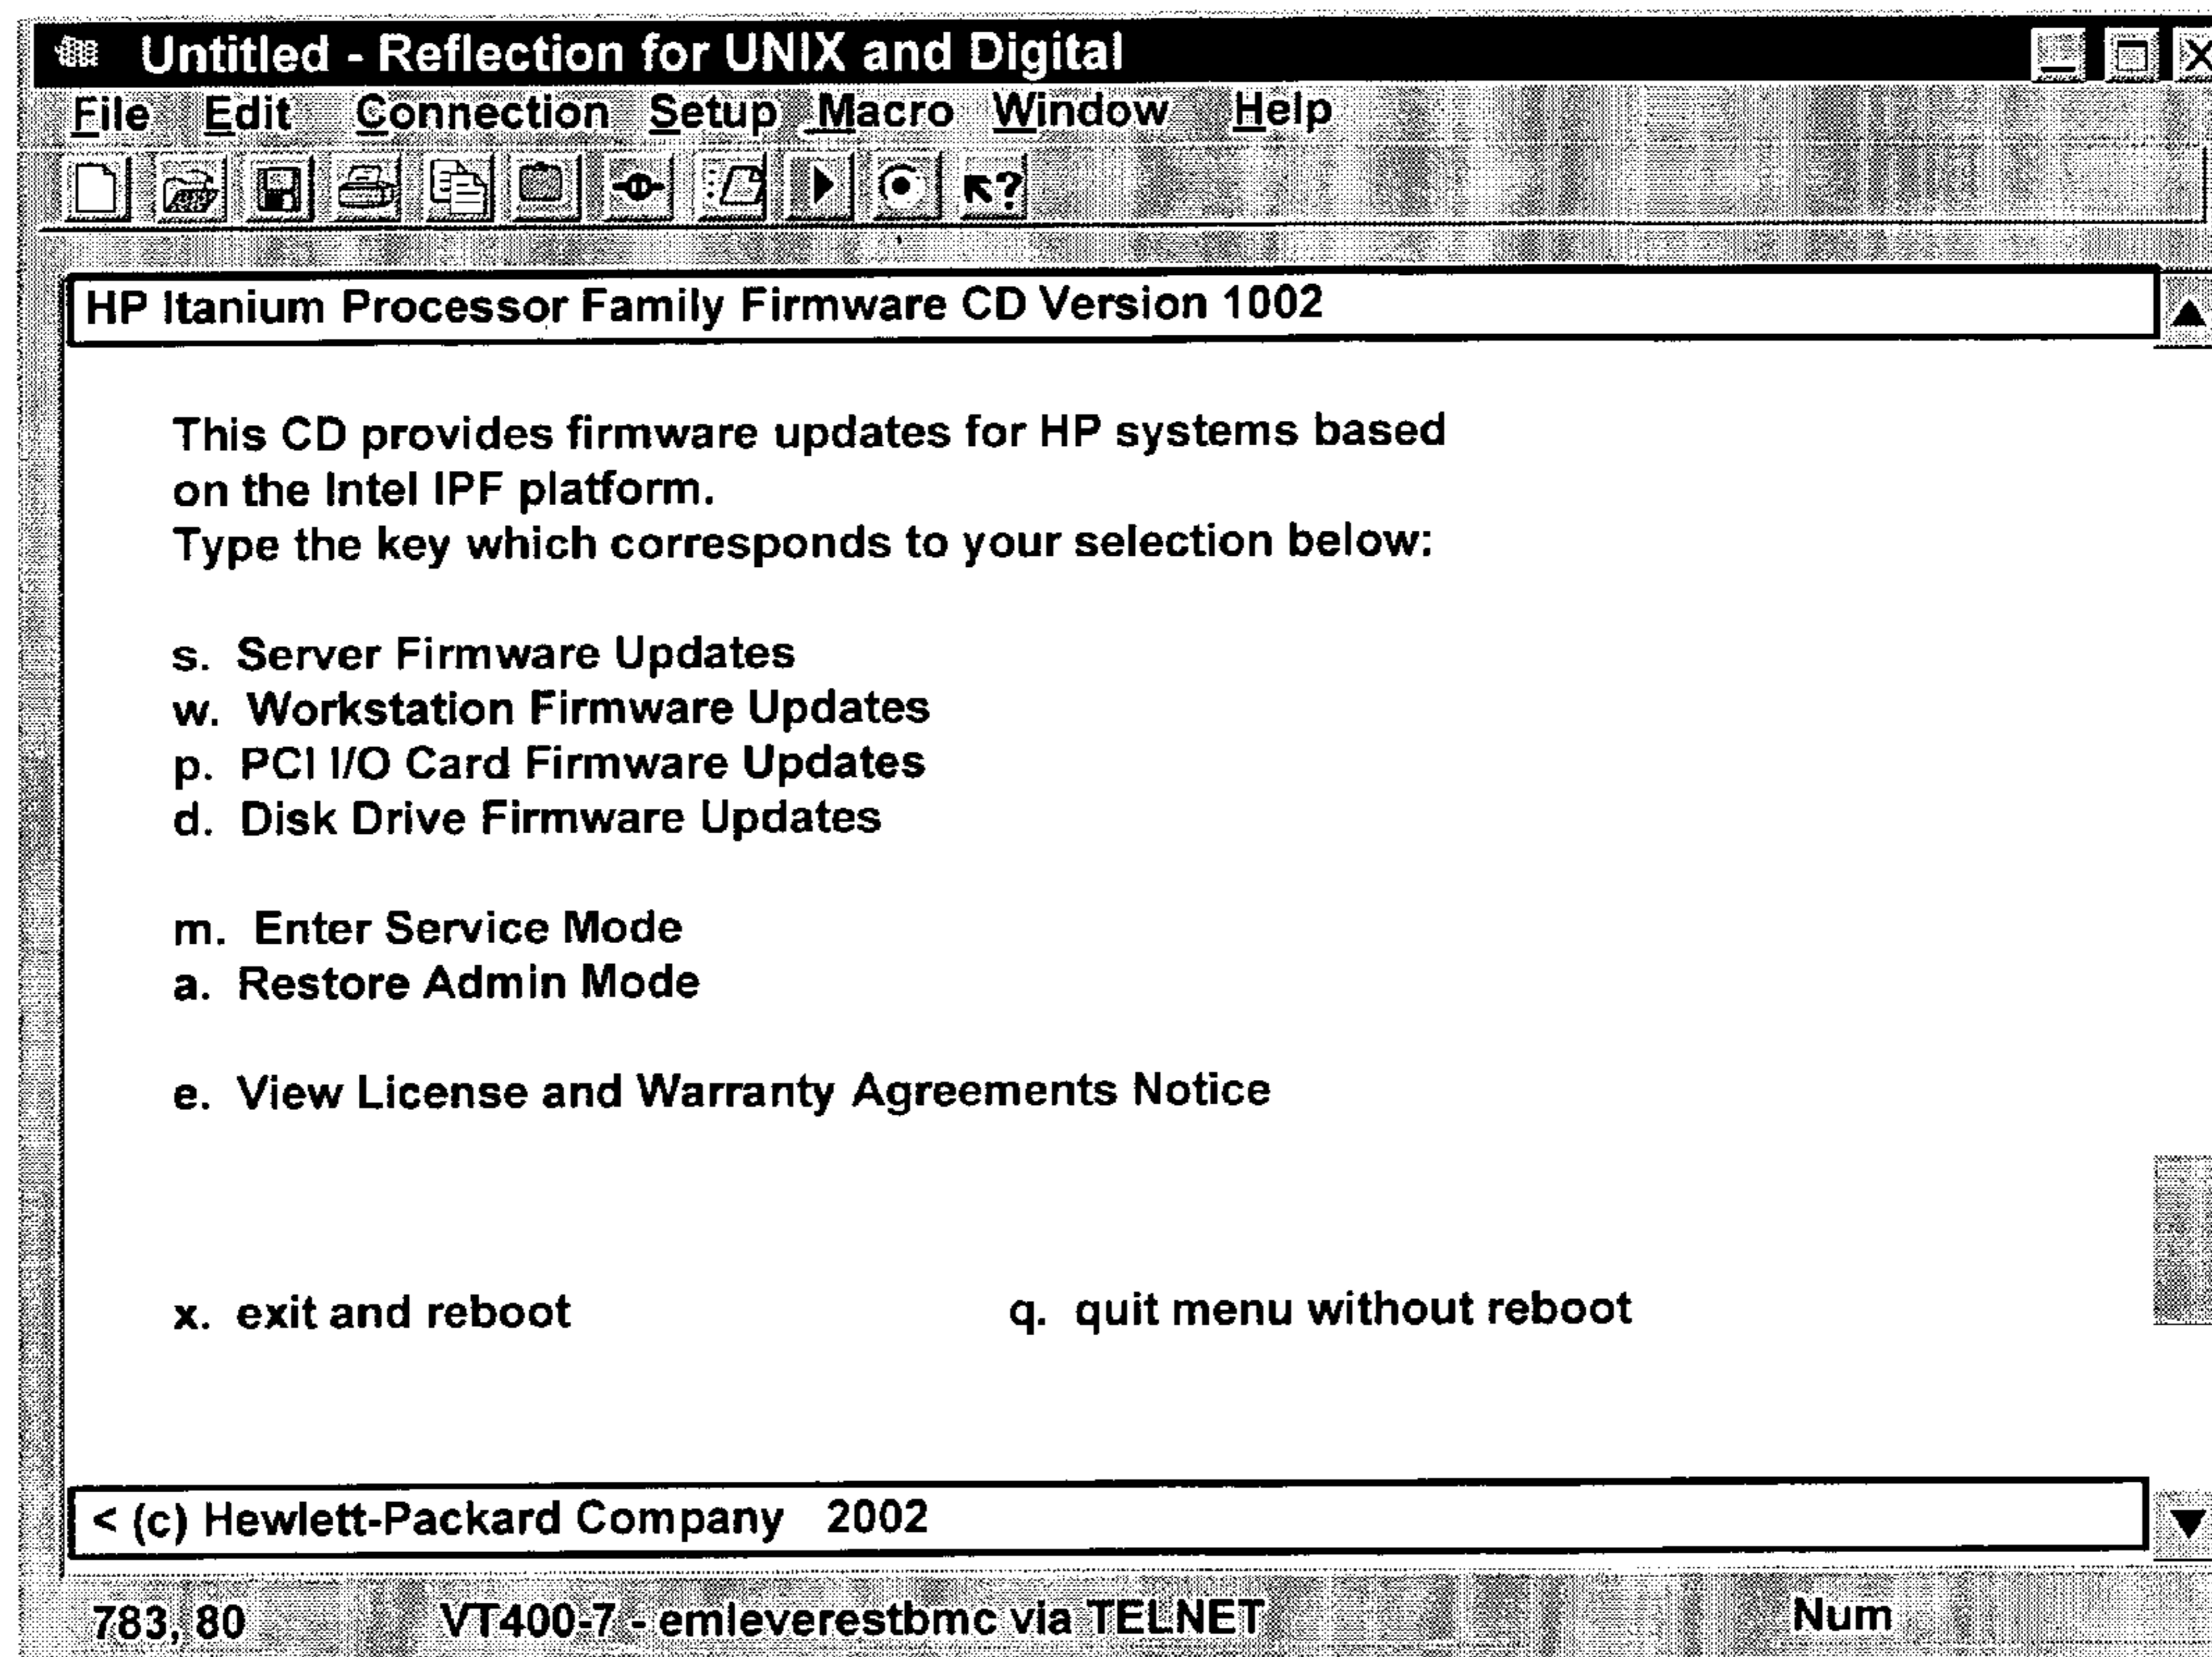 Untitled - Reflection for UNIX and Digital
File Edit Connection Setup Macro Window Help
HP Itanium Processor Family Firmware CD Version 1002
This CD provides firmware updates for HP systems based
on the Intel IPF platform.
Type the key which corresponds to your selection below:
s. Server Firmware Updates
w. Workstation Firmware Updates
p. PCI I/O Card Firmware Updates
d. Disk Drive Firmware Updates
m. Enter Service Mode
a. Restore Admin Mode
e. View License and Warranty Agreements Notice
x. exit and reboot q. quit menu without reboot
< (c) Hewlett-Packard Company 2002
783, 80 VT400-7 - emleverestbmc via TELNET Num